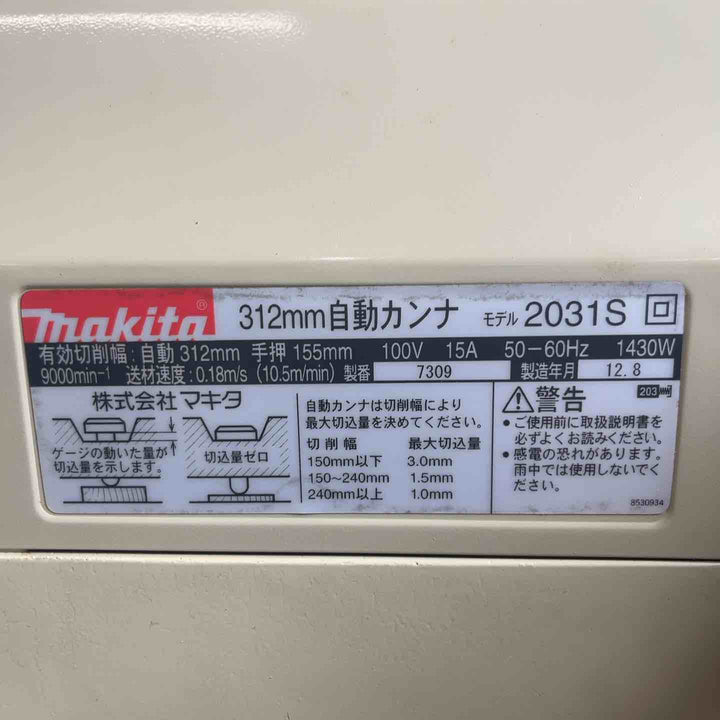 makita® 312mm自動カンナ モデル 2031S
有効切削幅:自動 312mm 手押 155mm 100V 15A 50-60Hz 1430W
9000min⁻¹ 送材速度:0.18m/s (10.5m/min) 製番 7309 製造年月 12.8
株式会社マキタ
ゲージの動いた量が
切込量を示します。
切込量ゼロ
自動カンナは切削幅により
最大切込量を決めてください。
切削幅 最大切込量
150mm以下 3.0mm
150~240mm 1.5mm
240mm以上 1.0mm
203
警告
●ご使用前に取扱説明書を
必ずよくお読みください。
●感電の恐れがあります。
雨中では使用しないでく
ださい。
8530934